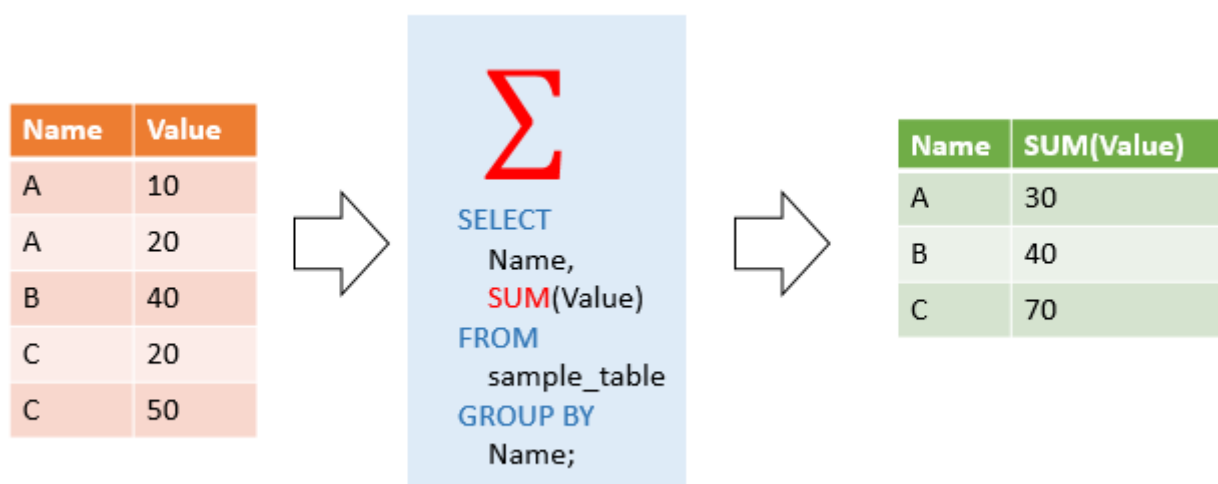 Name Value
A 10
A 20
B 40
C 20
C 50
Σ
SELECT
Name,
SUM(Value)
FROM
sample_table
GROUP BY
Name;
Name SUM(Value)
A 30
B 40
C 70